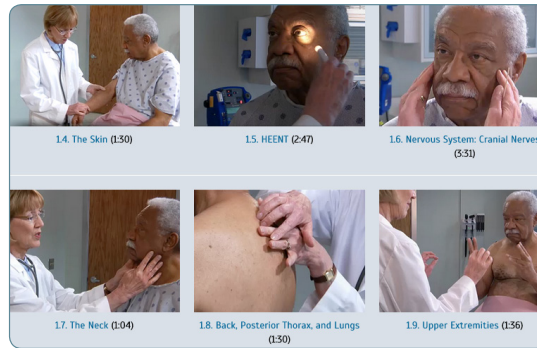 1.4. The Skin (1:30)
1.5. HEENT (2:47)
1.6. Nervous System: Cranial Nerves
(3:31)
1.7. The Neck (1:04)
1.8. Back, Posterior Thorax, and Lungs
(1:30)
1.9. Upper Extremities (1:36)